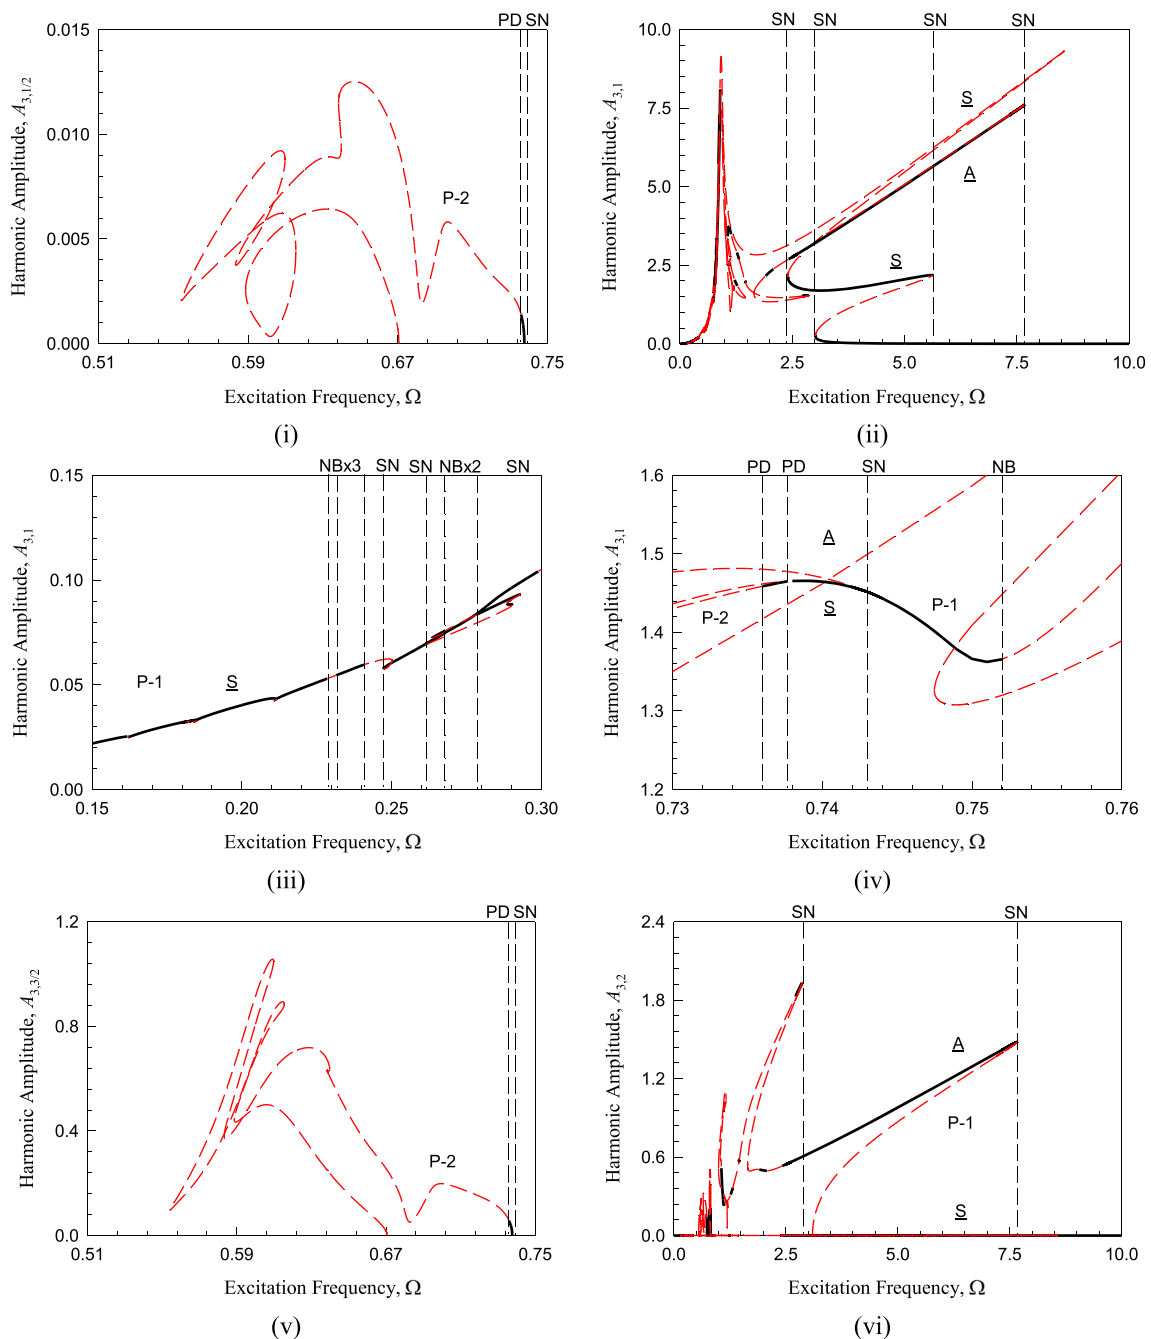 PD SN
0.015
0.010
0.005
0.000
Harmonic Amplitude, A3,1/2
P-2
0.51 0.59 0.67 0.75
Excitation Frequency, Ω
(i)
SN SN SN SN
10.0
7.5
5.0
2.5
0.0
Harmonic Amplitude, A3,1
S
A
S
0.0 2.5 5.0 7.5 10.0
Excitation Frequency, Ω
(ii)
NBx3 SN SN NBx2 SN
0.15
0.10
0.05
0.00
Harmonic Amplitude, A3,1
P-1 S
0.15 0.20 0.25 0.30
Excitation Frequency, Ω
(iii)
PD PD SN NB
1.6
1.5
1.4
1.3
1.2
Harmonic Amplitude, A3,1
A
S
P-1
P-2
0.73 0.74 0.75 0.76
Excitation Frequency, Ω
(iv)
PD SN
1.2
0.8
0.4
0.0
Harmonic Amplitude, A3,3/2
P-2
0.51 0.59 0.67 0.75
Excitation Frequency, Ω
(v)
SN SN
2.4
1.8
1.2
0.6
0.0
Harmonic Amplitude, A3,2
A
P-1
S
0.0 2.5 5.0 7.5 10.0
Excitation Frequency, Ω
(vi)